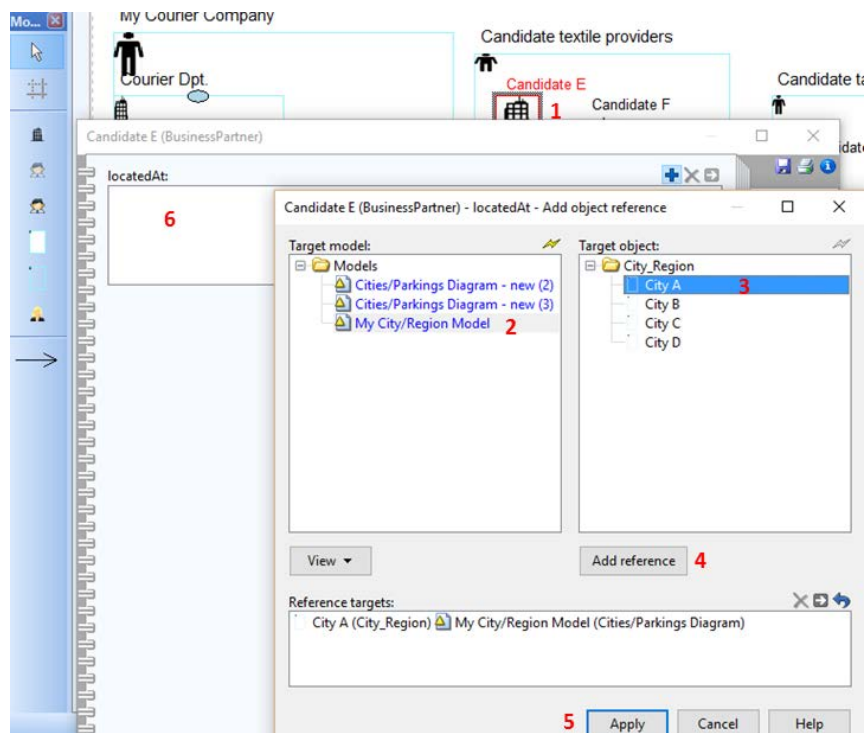 Mo...
My Courier Company
Candidate textile providers
Courier Dpt.
Candidate E
1
Candidate F
Candidate ta
Candidate E (BusinessPartner)
idate
locatedAt:
6
Candidate E (BusinessPartner) - locatedAt - Add object reference
Target model:
Target object:
Models
Cities/Parkings Diagram - new (2)
Cities/Parkings Diagram - new (3)
My City/Region Model
2
City_Region
City A
3
City B
City C
City D
View
Add reference
4
Reference targets:
City A (City_Region) My City/Region Model (Cities/Parkings Diagram)
5
Apply
Cancel
Help